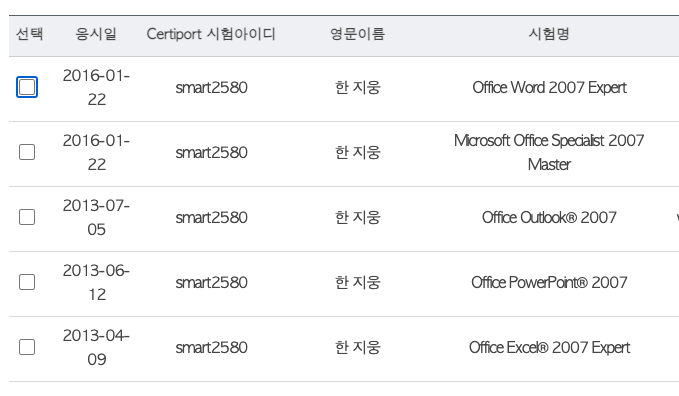 선택 응시일 Certiport 시험아이디 영문이름 시험명
2016-01-
22 smart2580 한 지웅 Office Word 2007 Expert
2016-01-
22 smart2580 한 지웅 Microsoft Office Specialist 2007
Master
2013-07-
05 smart2580 한 지웅 Office Outlook® 2007
2013-06-
12 smart2580 한 지웅 Office PowerPoint® 2007
2013-04-
09 smart2580 한 지웅 Office Excel® 2007 Expert